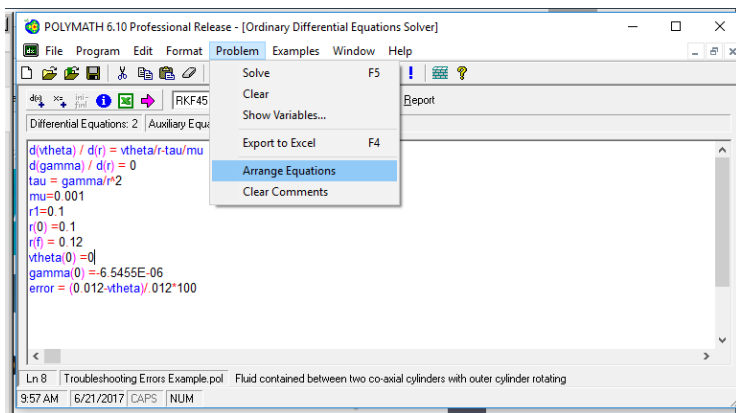 POLYMATH 6.10 Professional Release - [Ordinary Differential Equations Solver]
File Program Edit Format Problem Examples Window Help
Solve F5
Clear
Show Variables...
Export to Excel F4
Arrange Equations
Clear Comments
RKF45
Report
Differential Equations: 2 Auxiliary Equa
d(vtheta) / d(r) = vtheta/r-tau/mu
d(gamma) / d(r) = 0
tau = gamma/r^2
mu=0.001
r1=0.1
r(0) =0.1
r(f) = 0.12
vtheta(0) =0
gamma(0) =-6.5455E-06
error = (0.012-vtheta)/.012*100
Ln 8 Troubleshooting Errors Example.pol Fluid contained between two co-axial cylinders with outer cylinder rotating
9:57 AM 6/21/2017 CAPS NUM